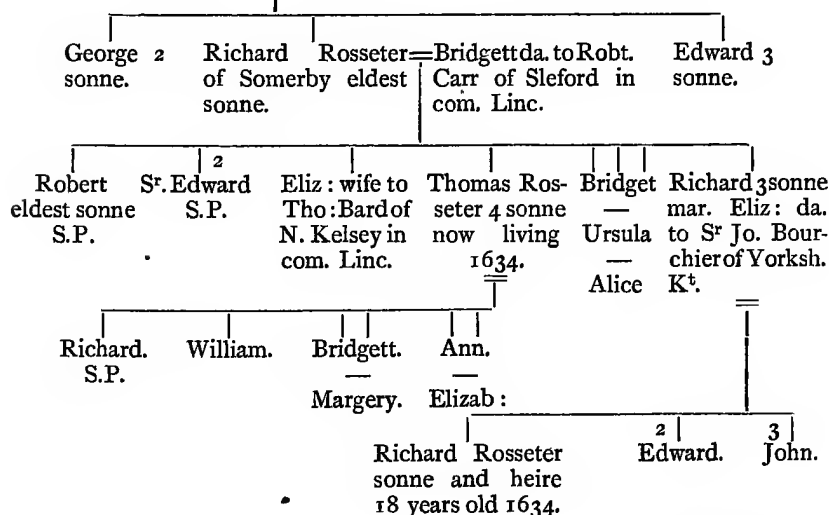 George 2
sonne.
Richard Rosseter=Bridgett da. to Robt.
of Somerby eldest
sonne.
Carr of Sleford in
com. Linc.
Edward 3
sonne.
Robert
eldest sonne
S.P.
2
Sr. Edward
S.P.
Eliz : wife to
Tho : Bard of
N. Kelsey in
com. Linc.
Thomas Ros-
seter 4 sonne
now living
1634.
Bridget
—
Ursula
—
Alice
Richard 3 sonne
mar. Eliz : da.
to Sr Jo. Bour-
chier of Yorksh.
Kt.
Richard.
S.P.
William.
Bridgett.
—
Margery.
Ann.
—
Elizab :
Richard Rosseter
sonne and heire
18 years old 1634.
2
Edward.
3
John.